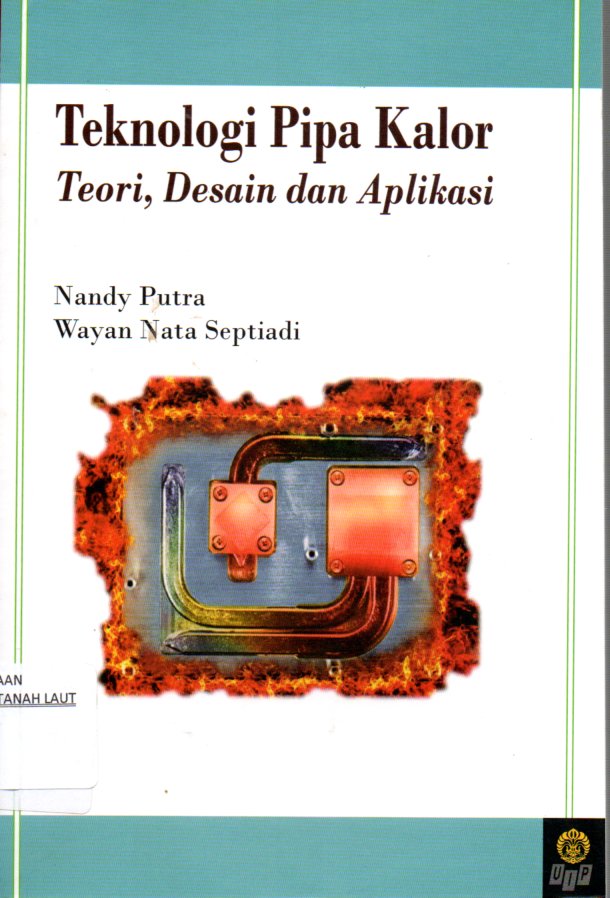 Teknologi Pipa Kalor
Teori, Desain dan Aplikasi
Nandy Putra
Wayan Nata Septiadi
AAN
TANAH LAUT
UIP